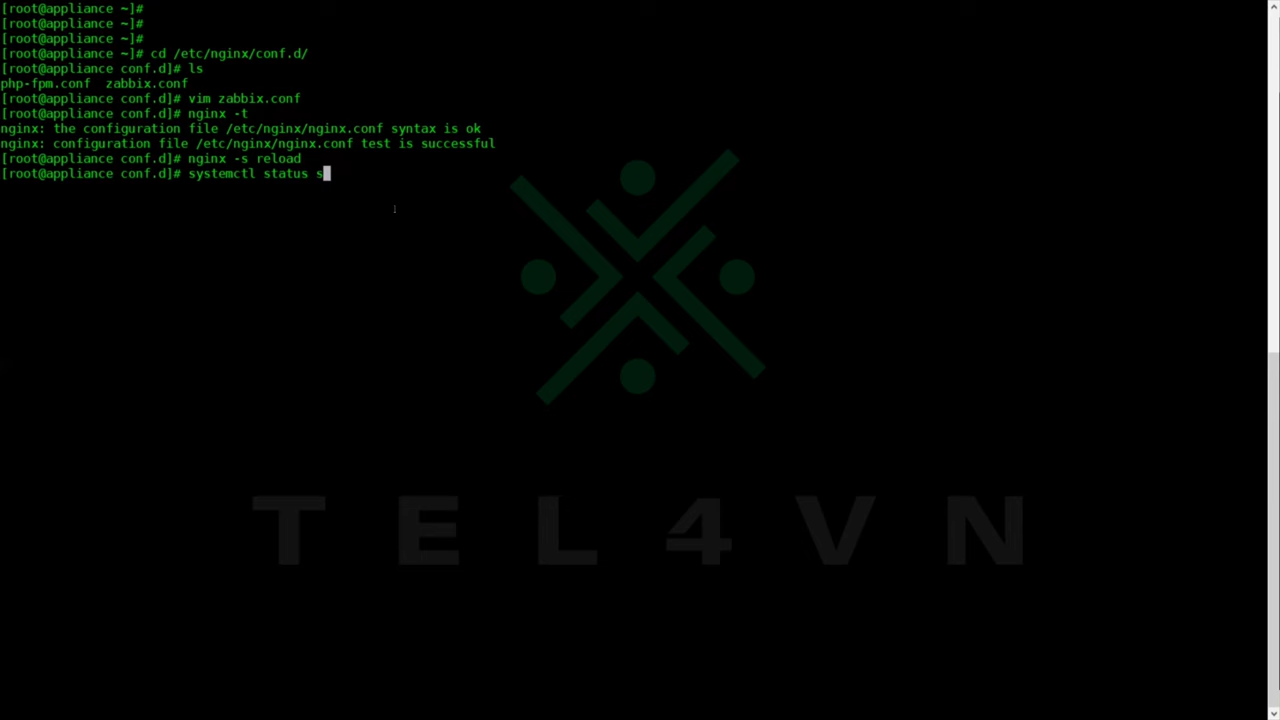 [root@appliance ~]#
[root@appliance ~]#
[root@appliance ~]#
[root@appliance ~]# cd /etc/nginx/conf.d/
[root@appliance conf.d]# ls
php-fpm.conf  zabbix.conf
[root@appliance conf.d]# vim zabbix.conf
[root@appliance conf.d]# nginx -t
nginx: the configuration file /etc/nginx/nginx.conf syntax is ok
nginx: configuration file /etc/nginx/nginx.conf test is successful
[root@appliance conf.d]# nginx -s reload
[root@appliance conf.d]# systemctl status s
TEL4VN